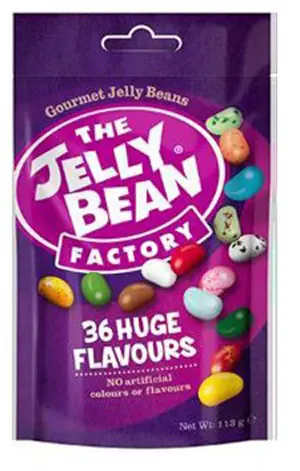 Gourmet Jelly Beans
THE
JELLY
BEAN®
FACTORY
36 HUGE
FLAVOURS
NO artificial
colours or flavours
Net Wt: 113 g e